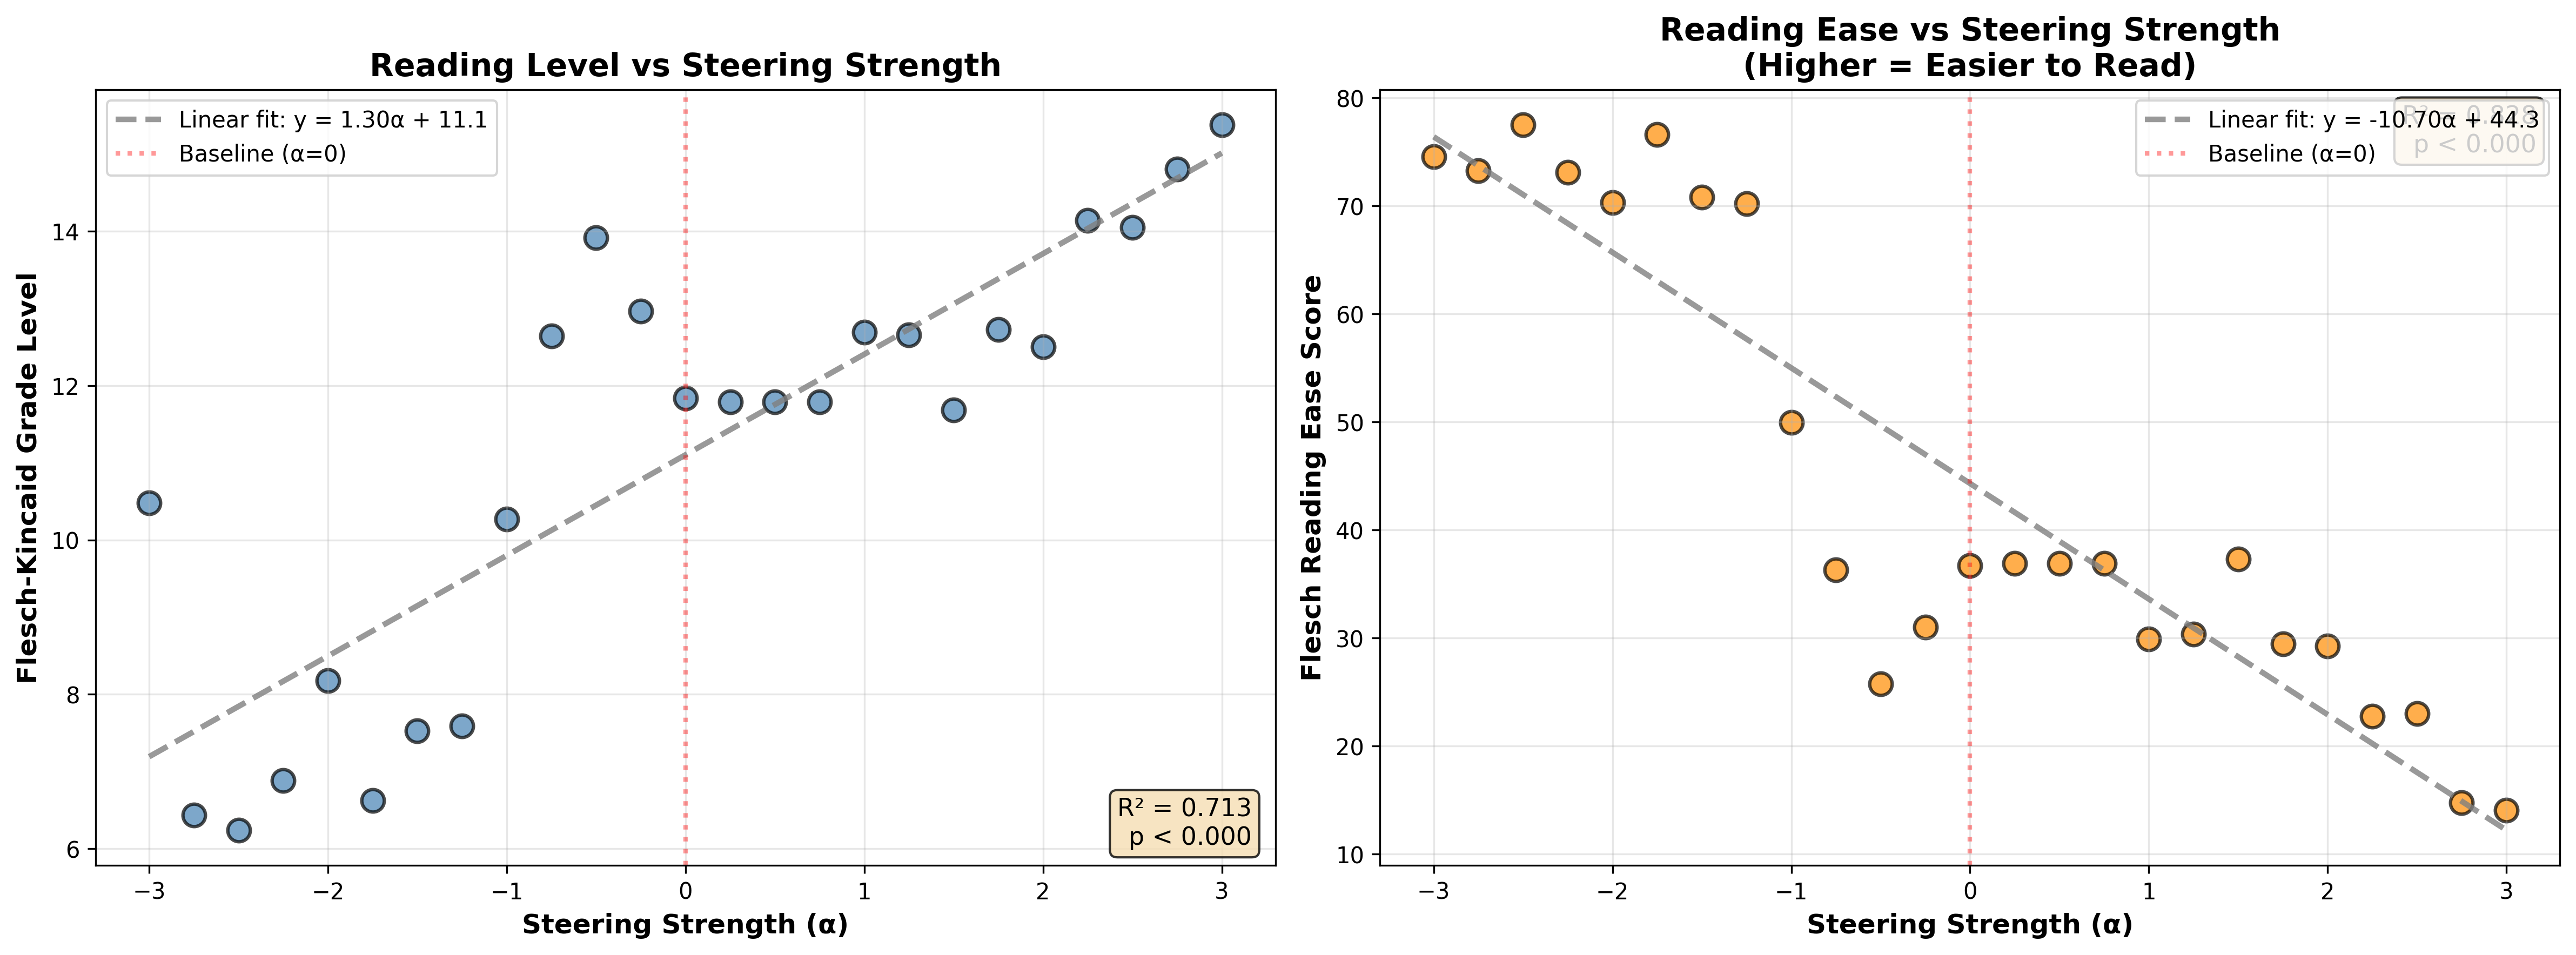 Reading Level vs Steering Strength
Linear fit: y = 1.30α + 11.1
Baseline (α=0)
Flesch-Kincaid Grade Level
14
12
10
8
6
R² = 0.713
p < 0.000
−3
−2
−1
0
1
2
3
Steering Strength (α)
Reading Ease vs Steering Strength
(Higher = Easier to Read)
Linear fit: y = -10.70α + 44.3
Baseline (α=0)
p < 0.000
Flesch Reading Ease Score
80
70
60
50
40
30
20
10
−3
−2
−1
0
1
2
3
Steering Strength (α)